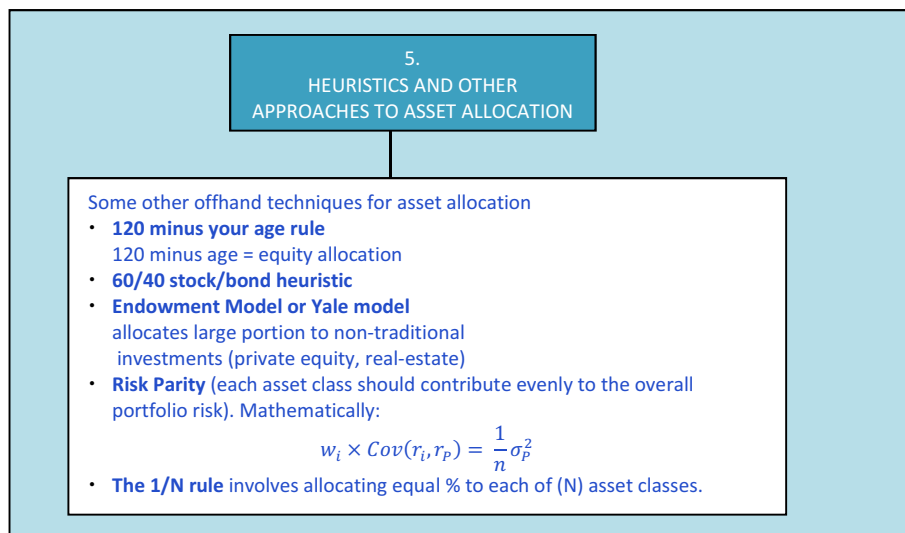 5.
HEURISTICS AND OTHER
APPROACHES TO ASSET ALLOCATION
Some other offhand techniques for asset allocation
• 120 minus your age rule
120 minus age = equity allocation
• 60/40 stock/bond heuristic
• Endowment Model or Yale model
allocates large portion to non-traditional
investments (private equity, real-estate)
• Risk Parity (each asset class should contribute evenly to the overall
portfolio risk). Mathematically:
$w_i \times Cov(r_i, r_P) = \frac{1}{n} \sigma_P^2$
• The 1/N rule involves allocating equal % to each of (N) asset classes.